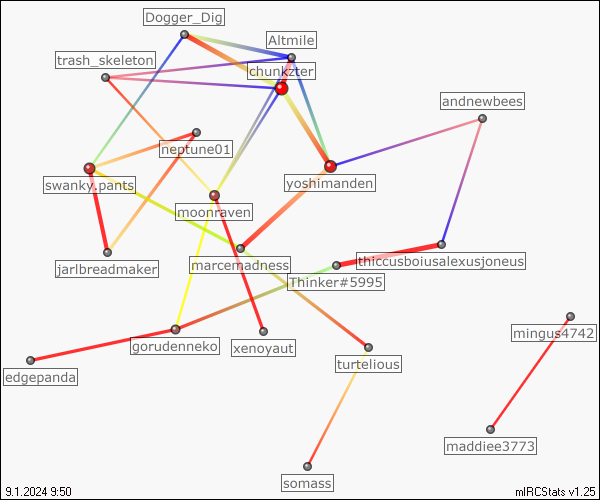 Dogger_Dig
Altmile
trash_skeleton
chunkzter
andnewbees
neptune01
swanky.pants
yoshimanden
moonraven
jarlbreadmaker
marcemadness
thiccusboiusalexusjoneus
Thinker#5995
gorudenneko
xenoyaut
mingus4742
edgepanda
turtelious
maddiee3773
somass
9.1.2024 9:50
mIRCStats v1.25